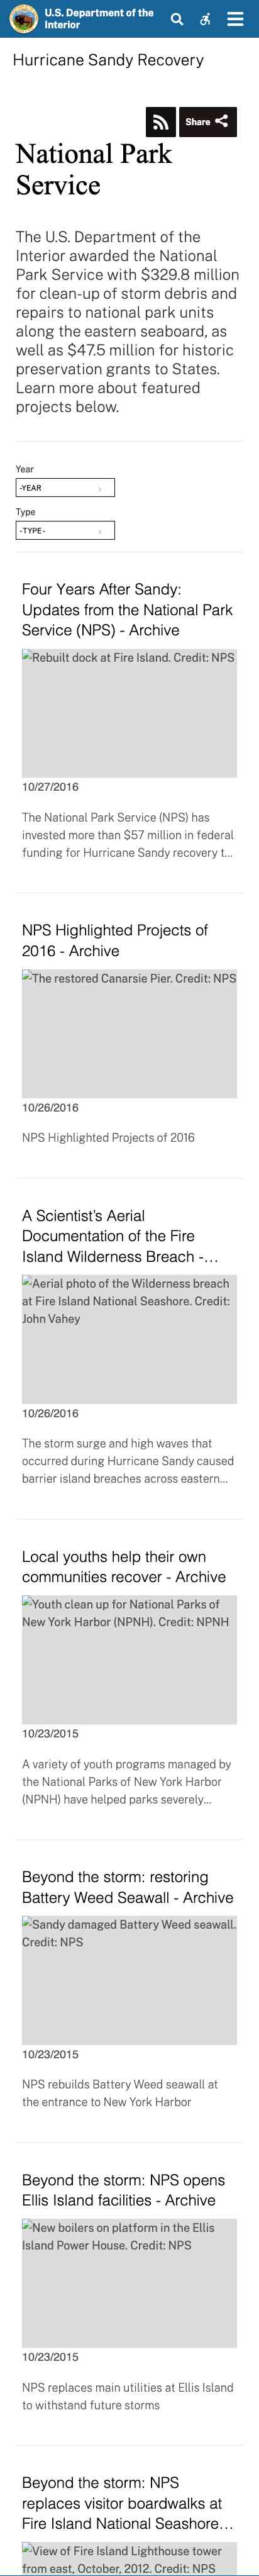 U.S. Department of the
Interior
Hurricane Sandy Recovery
Share
National Park
Service
The U.S. Department of the
Interior awarded the National
Park Service with $329.8 million
for clean-up of storm debris and
repairs to national park units
along the eastern seaboard, as
well as $47.5 million for historic
preservation grants to States.
Learn more about featured
projects below.
Year
-YEAR
Type
-TYPE-
Four Years After Sandy:
Updates from the National Park
Service (NPS) - Archive
Rebuilt dock at Fire Island. Credit: NPS
10/27/2016
The National Park Service (NPS) has
invested more than $57 million in federal
funding for Hurricane Sandy recovery t...
NPS Highlighted Projects of
2016 - Archive
The restored Canarsie Pier. Credit: NPS
10/26/2016
NPS Highlighted Projects of 2016
A Scientist's Aerial
Documentation of the Fire
Island Wilderness Breach -...
Aerial photo of the Wilderness breach
at Fire Island National Seashore. Credit:
John Vahey
10/26/2016
The storm surge and high waves that
occurred during Hurricane Sandy caused
barrier island breaches across eastern...
Local youths help their own
communities recover - Archive
Youth clean up for National Parks of
New York Harbor (NPNH). Credit: NPNH
10/23/2015
A variety of youth programs managed by
the National Parks of New York Harbor
(NPNH) have helped parks severely...
Beyond the storm: restoring
Battery Weed Seawall - Archive
Sandy damaged Battery Weed seawall.
Credit: NPS
10/23/2015
NPS rebuilds Battery Weed seawall at
the entrance to New York Harbor
Beyond the storm: NPS opens
Ellis Island facilities - Archive
New boilers on platform in the Ellis
Island Power House. Credit: NPS
10/23/2015
NPS replaces main utilities at Ellis Island
to withstand future storms
Beyond the storm: NPS
replaces visitor boardwalks at
Fire Island National Seashore...
View of Fire Island Lighthouse tower
from east, October, 2012. Credit: NPS